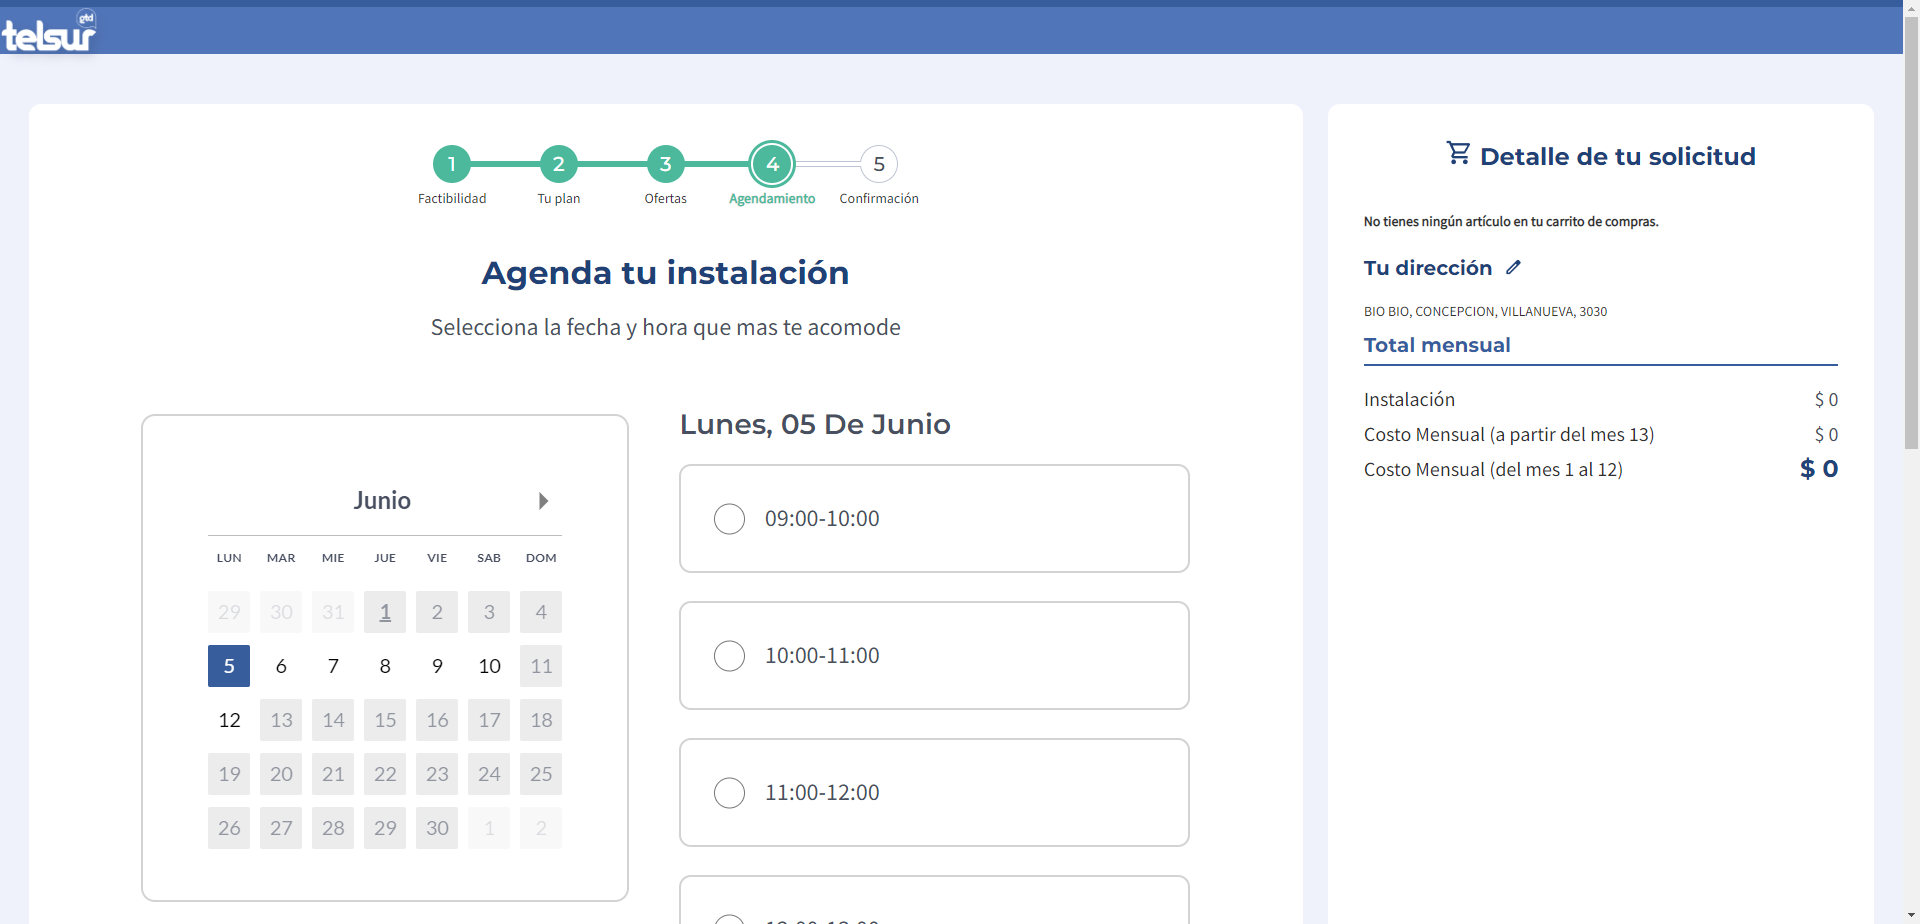 gtd
telsur
1
2
3
4
5
Factibilidad
Tu plan
Ofertas
Agendamiento
Confirmación
Agenda tu instalación
Selecciona la fecha y hora que mas te acomode
Junio
LUN MAR MIE JUE VIE SAB DOM
29 30 31 1 2 3 4
5 6 7 8 9 10 11
12 13 14 15 16 17 18
19 20 21 22 23 24 25
26 27 28 29 30 1 2
Lunes, 05 De Junio
09:00-10:00
10:00-11:00
11:00-12:00
Detalle de tu solicitud
No tienes ningún artículo en tu carrito de compras.
Tu dirección
BIO BIO, CONCEPCION, VILLANUEVA, 3030
Total mensual
Instalación $ 0
Costo Mensual (a partir del mes 13) $ 0
Costo Mensual (del mes 1 al 12) $ 0